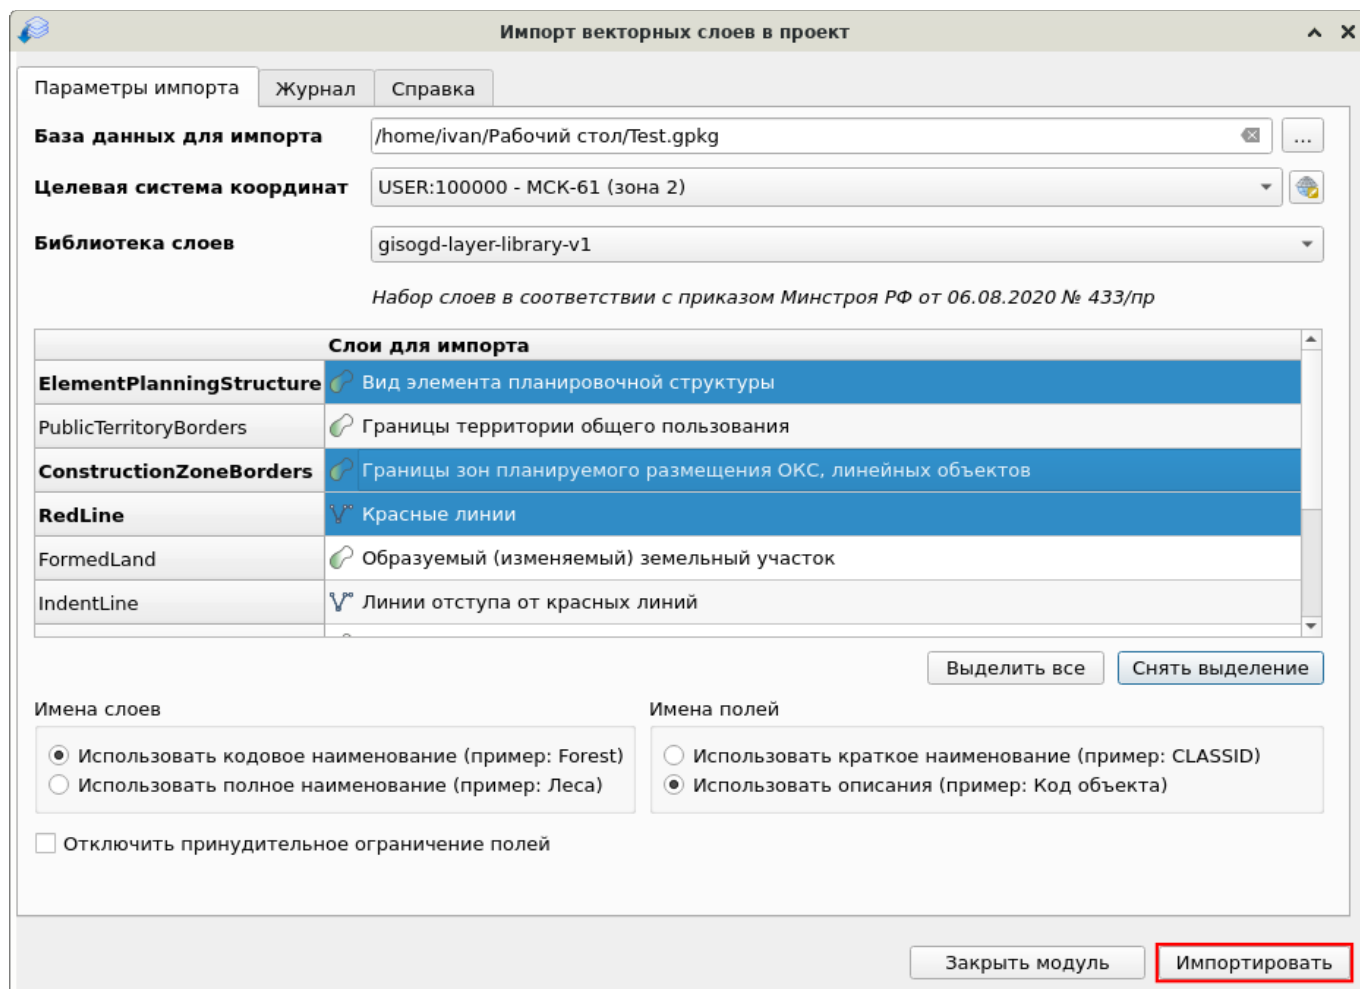 Импорт векторных слоев в проект
Параметры импорта Журнал Справка
База данных для импорта /home/ivan/Рабочий стол/Test.gpkg ...
Целевая система координат USER:100000 - МСК-61 (зона 2)
Библиотека слоев gisogd-layer-library-v1
Набор слоев в соответствии с приказом Минстроя РФ от 06.08.2020 № 433/пр
Слои для импорта
ElementPlanningStructure Вид элемента планировочной структуры
PublicTerritoryBorders Границы территории общего пользования
ConstructionZoneBorders Границы зон планируемого размещения ОКС, линейных объектов
RedLine Красные линии
FormedLand Образуемый (изменяемый) земельный участок
IndentLine Линии отступа от красных линий
Выделить все Снять выделение
Имена слоев Имена полей
Использовать кодовое наименование (пример: Forest) Использовать краткое наименование (пример: CLASSID)
Использовать полное наименование (пример: Леса) Использовать описания (пример: Код объекта)
Отключить принудительное ограничение полей
Закрыть модуль Импортировать